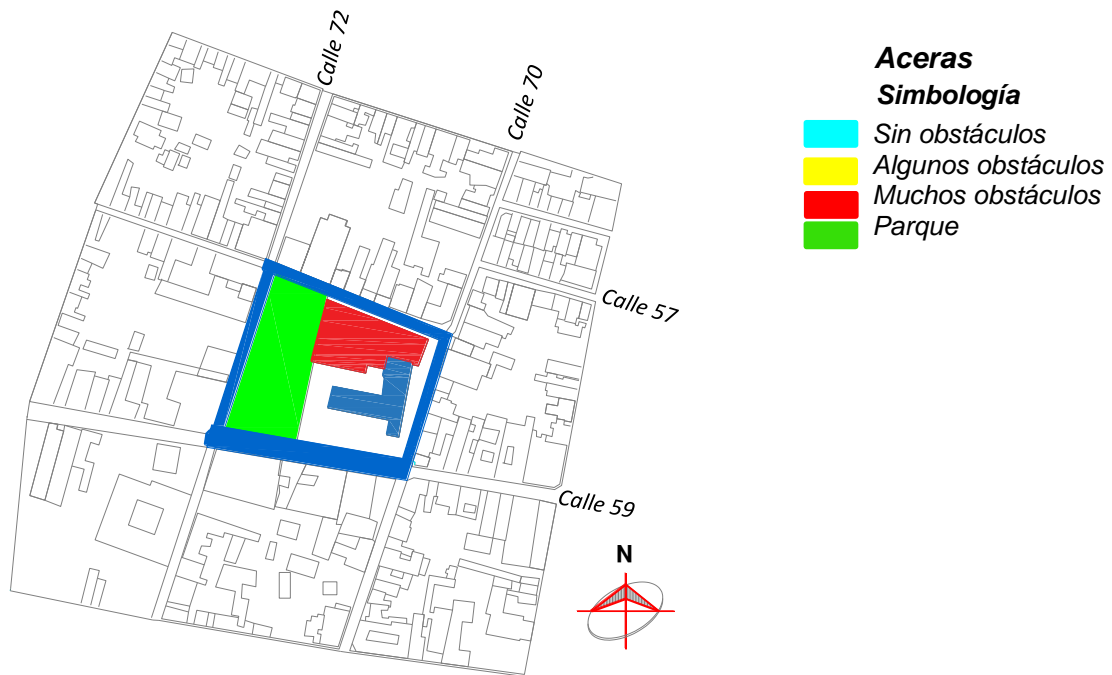 Calle 72
Calle 70
Calle 57
Calle 59
N
Aceras
Simbología
Sin obstáculos
Algunos obstáculos
Muchos obstáculos
Parque